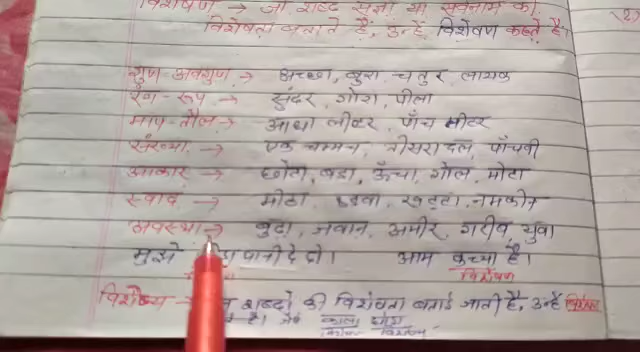 विशेषण → जो शब्द संज्ञा या सर्वनाम की
विशेषता बताते हैं, उन्हें विशेषण कहते हैं।
गुण-अवगुण → अच्छा, बुरा, चतुर, लायक
रंग-रूप → सुंदर, गोरा, पीला
माप-तौल → आधा लीटर, पाँच मीटर
संख्या → एक चम्मच, तीसरा दल, पाँचवी
आकार → छोटा, बड़ा, ऊँचा, गोल, मोटा
स्वाद → मीठा, कड़वा, खट्टा, नमकीन
अवस्था → बुढ़ा, जवान, अमीर, गरीब, युवा
मुझे पानी दे दो। आम कच्चा है।
विशेषण
विशेष्य → शब्दों की विशेषता बताई जाती है, उन्हें विशेष्य
है। जैसे काला घोड़ा
विशेषण विशेष्य